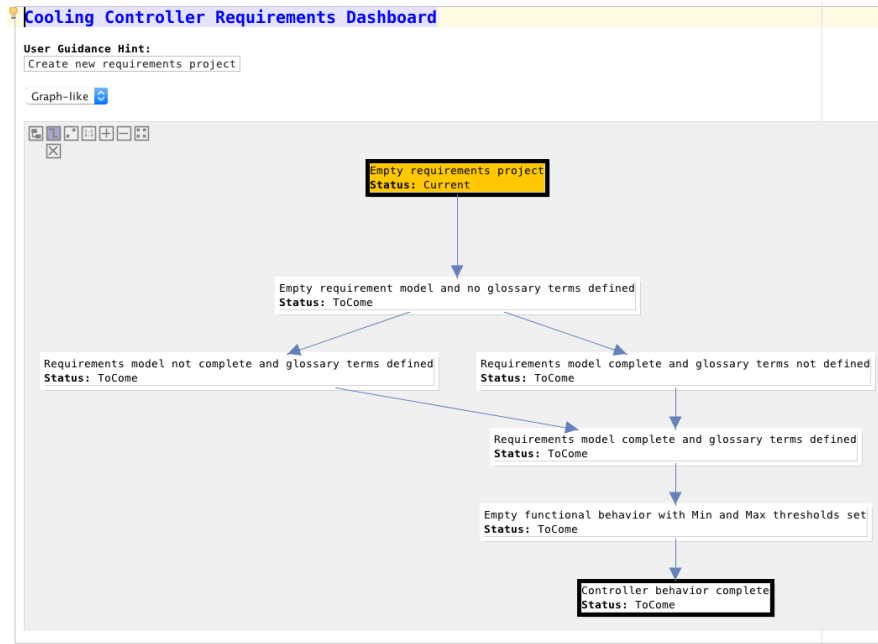 Cooling Controller Requirements Dashboard
User Guidance Hint:
Create new requirements project
Graph-like
1:1
Empty requirements project
Status: Current
Empty requirement model and no glossary terms defined
Status: ToCome
Requirements model not complete and glossary terms defined
Status: ToCome
Requirements model complete and glossary terms not defined
Status: ToCome
Requirements model complete and glossary terms defined
Status: ToCome
Empty functional behavior with Min and Max thresholds set
Status: ToCome
Controller behavior complete
Status: ToCome